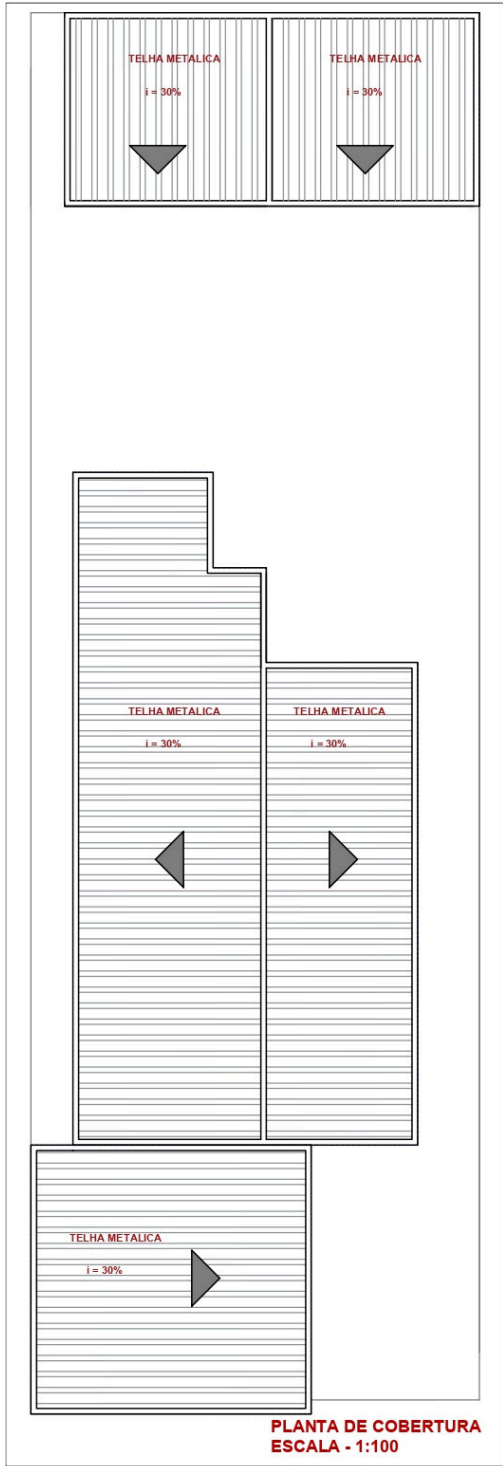 TELHA METALICA
i = 30%
TELHA METALICA
i = 30%
TELHA METALICA
i = 30%
TELHA METALICA
i = 30%
TELHA METALICA
i = 30%
PLANTA DE COBERTURA
ESCALA - 1:100